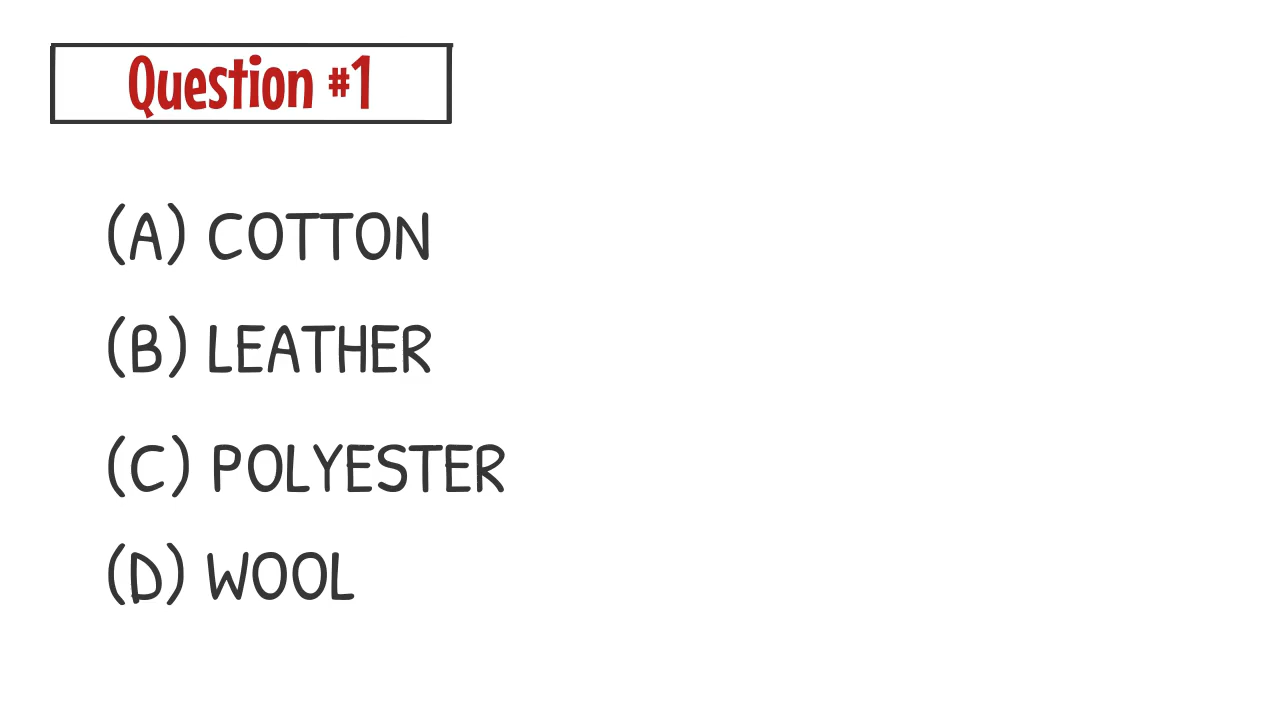 Question #1
(A) COTTON
(B) LEATHER
(C) POLYESTER
(D) WOOL